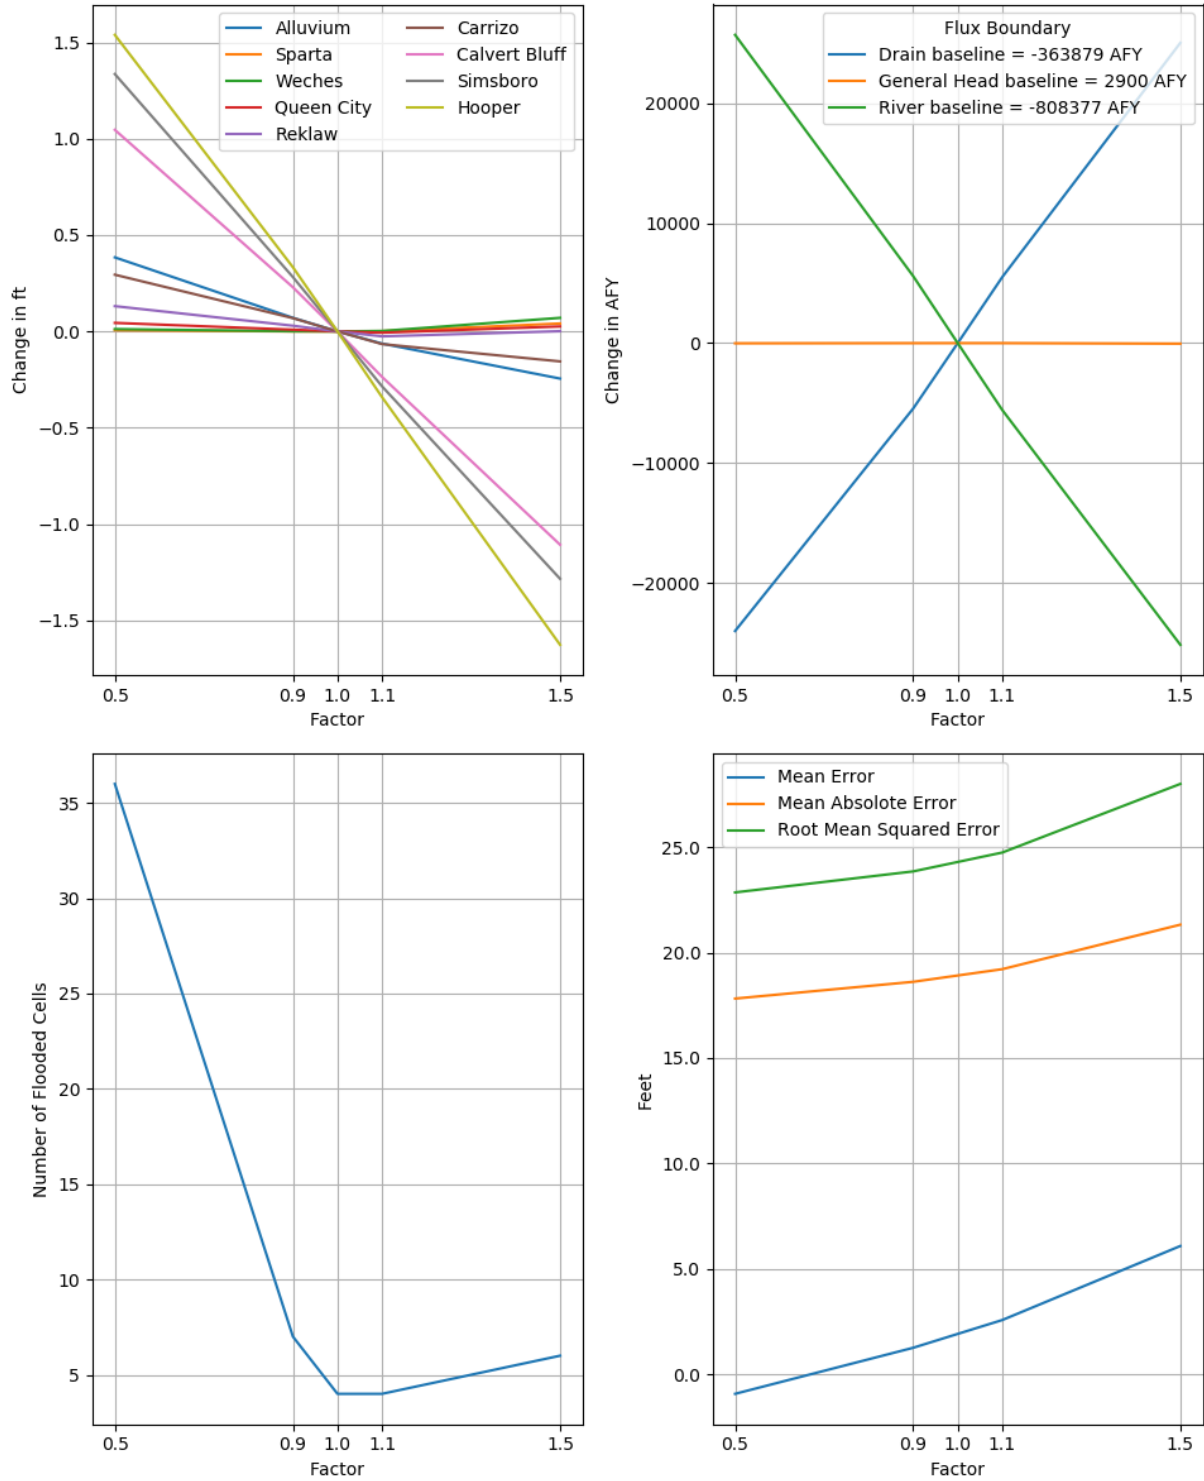 Alluvium
Sparta
Weches
Queen City
Reklaw
Carrizo
Calvert Bluff
Simsboro
Hooper
1.5
1.0
0.5
0.0
−0.5
−1.0
−1.5
Change in ft
0.5 0.9 1.0 1.1 1.5
Factor
Flux Boundary
Drain baseline = -363879 AFY
General Head baseline = 2900 AFY
River baseline = -808377 AFY
20000
10000
0
−10000
−20000
Change in AFY
0.5 0.9 1.0 1.1 1.5
Factor
35
30
25
20
15
10
5
Number of Flooded Cells
0.5 0.9 1.0 1.1 1.5
Factor
Mean Error
Mean Absolote Error
Root Mean Squared Error
25.0
20.0
15.0
10.0
5.0
0.0
Feet
0.5 0.9 1.0 1.1 1.5
Factor